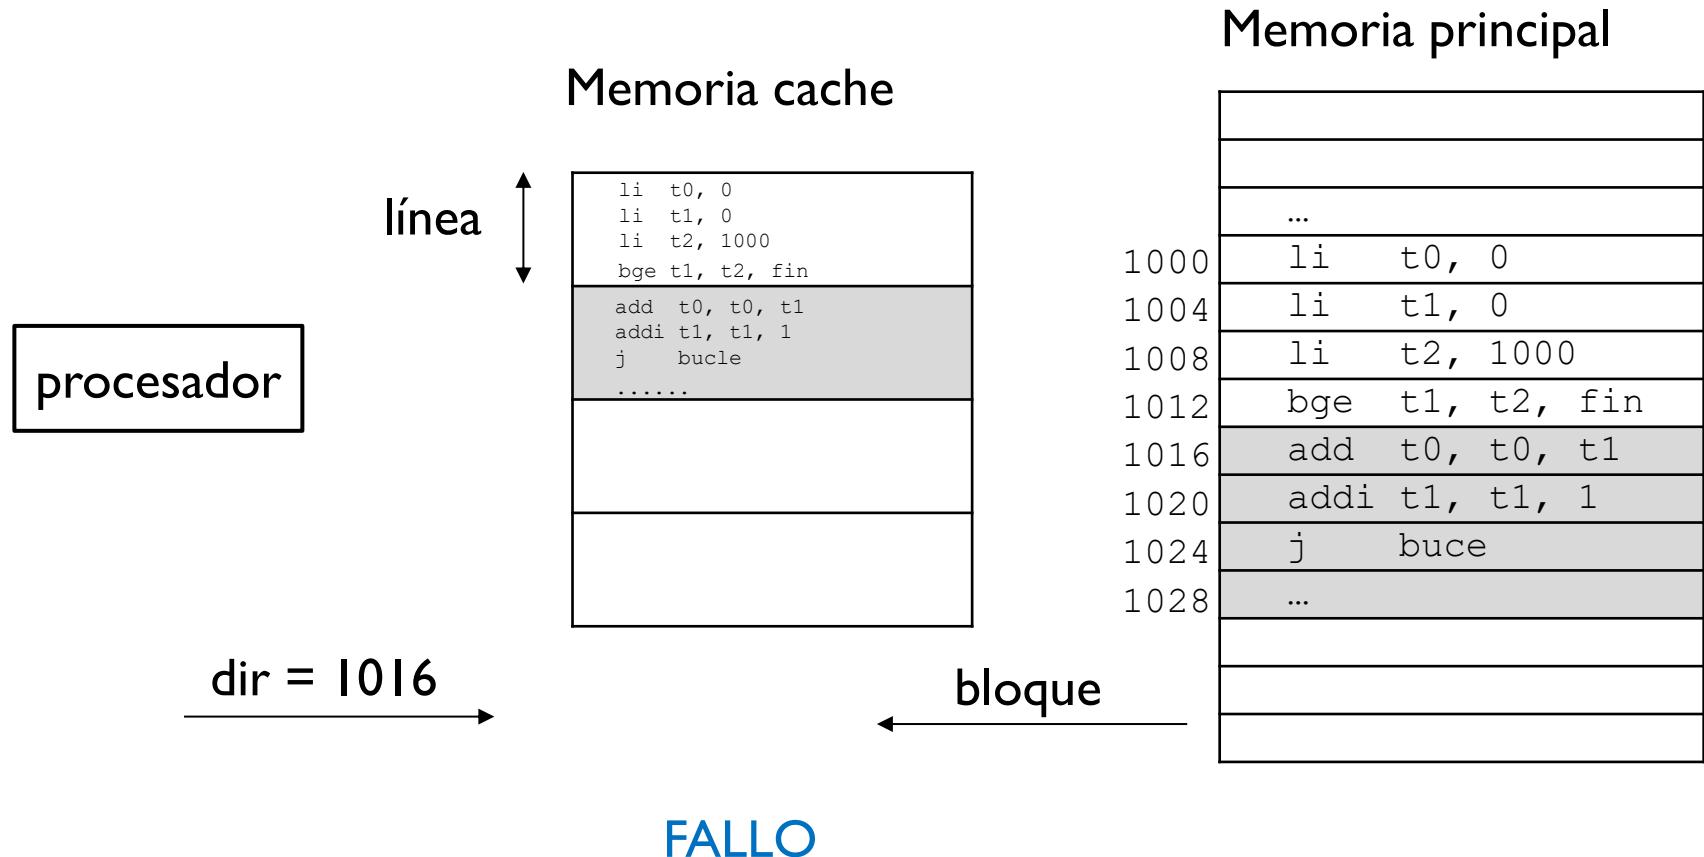 Memoria principal
Memoria cache
línea
li t0, 0
li t1, 0
li t2, 1000
bge t1, t2, fin
add t0, t0, t1
addi t1, t1, 1
j bucle
......
procesador
…
1000 li t0, 0
1004 li t1, 0
1008 li t2, 1000
1012 bge t1, t2, fin
1016 add t0, t0, t1
1020 addi t1, t1, 1
1024 j buce
1028 …
dir = 1016
bloque
FALLO